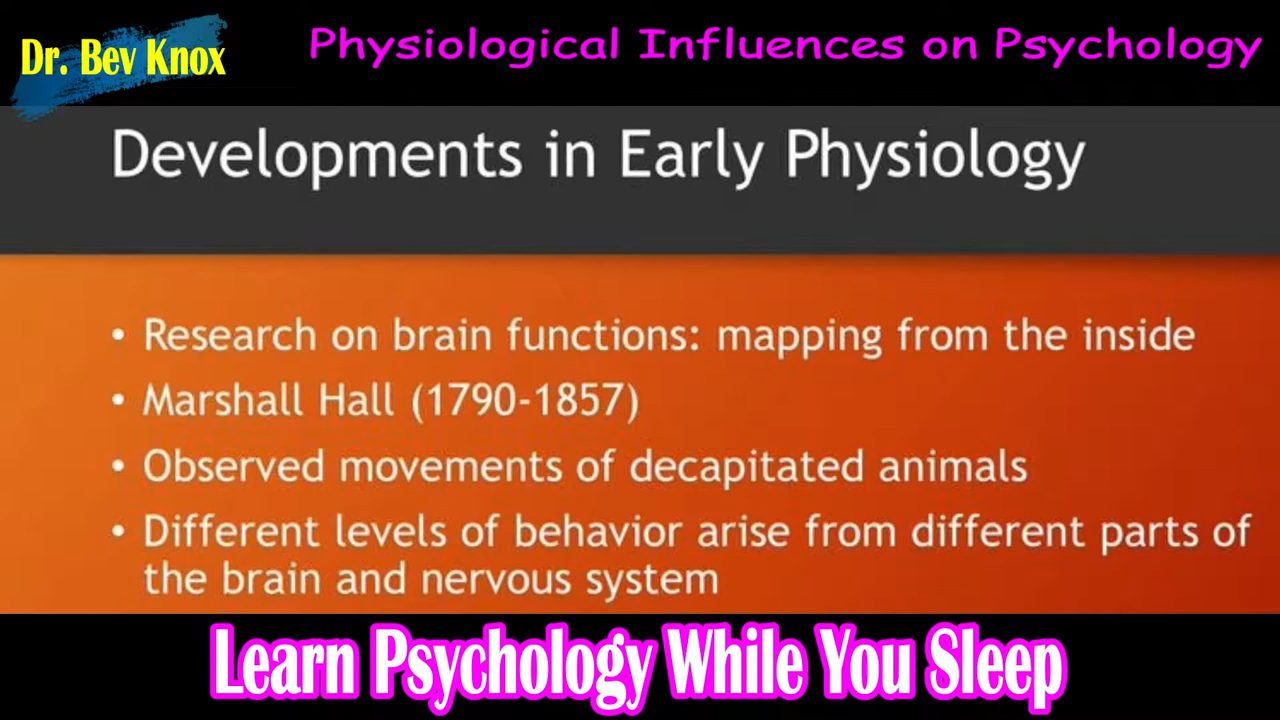 Dr. Bev Knox
Physiological Influences on Psychology
Developments in Early Physiology
• Research on brain functions: mapping from the inside
• Marshall Hall (1790-1857)
• Observed movements of decapitated animals
• Different levels of behavior arise from different parts of
the brain and nervous system
Learn Psychology While You Sleep